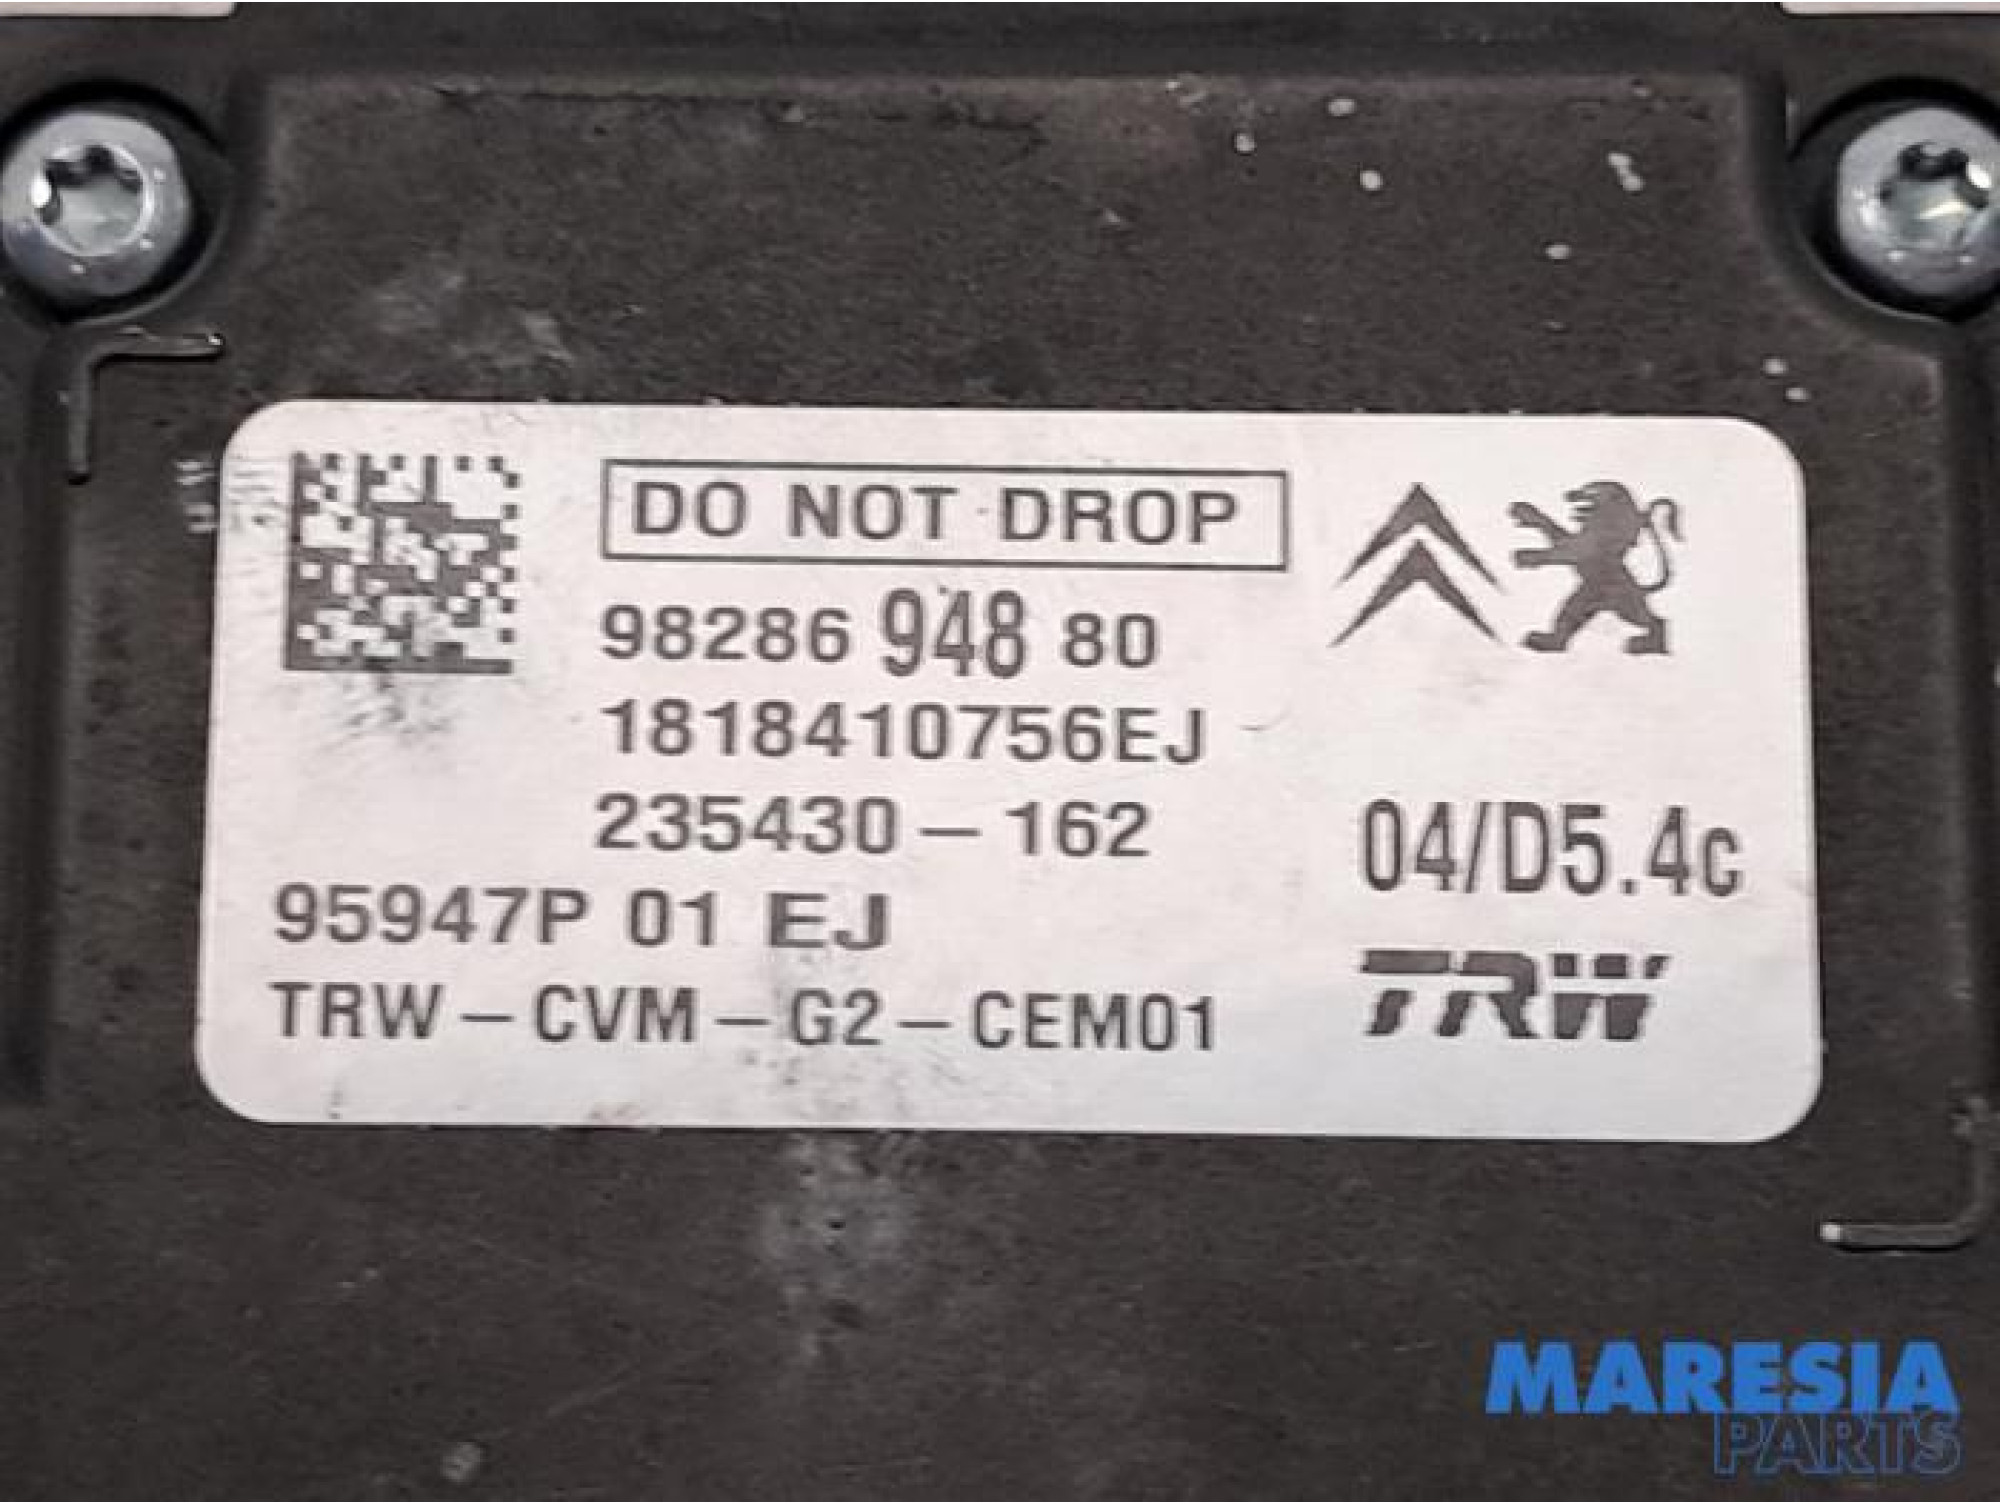 DO NOT DROP
98286 948 80
1818410756EJ
235430-162
04/D5.4c
95947P 01 EJ
TRW-CVM-G2-CEM01
TRW
MARESIA
PARTS